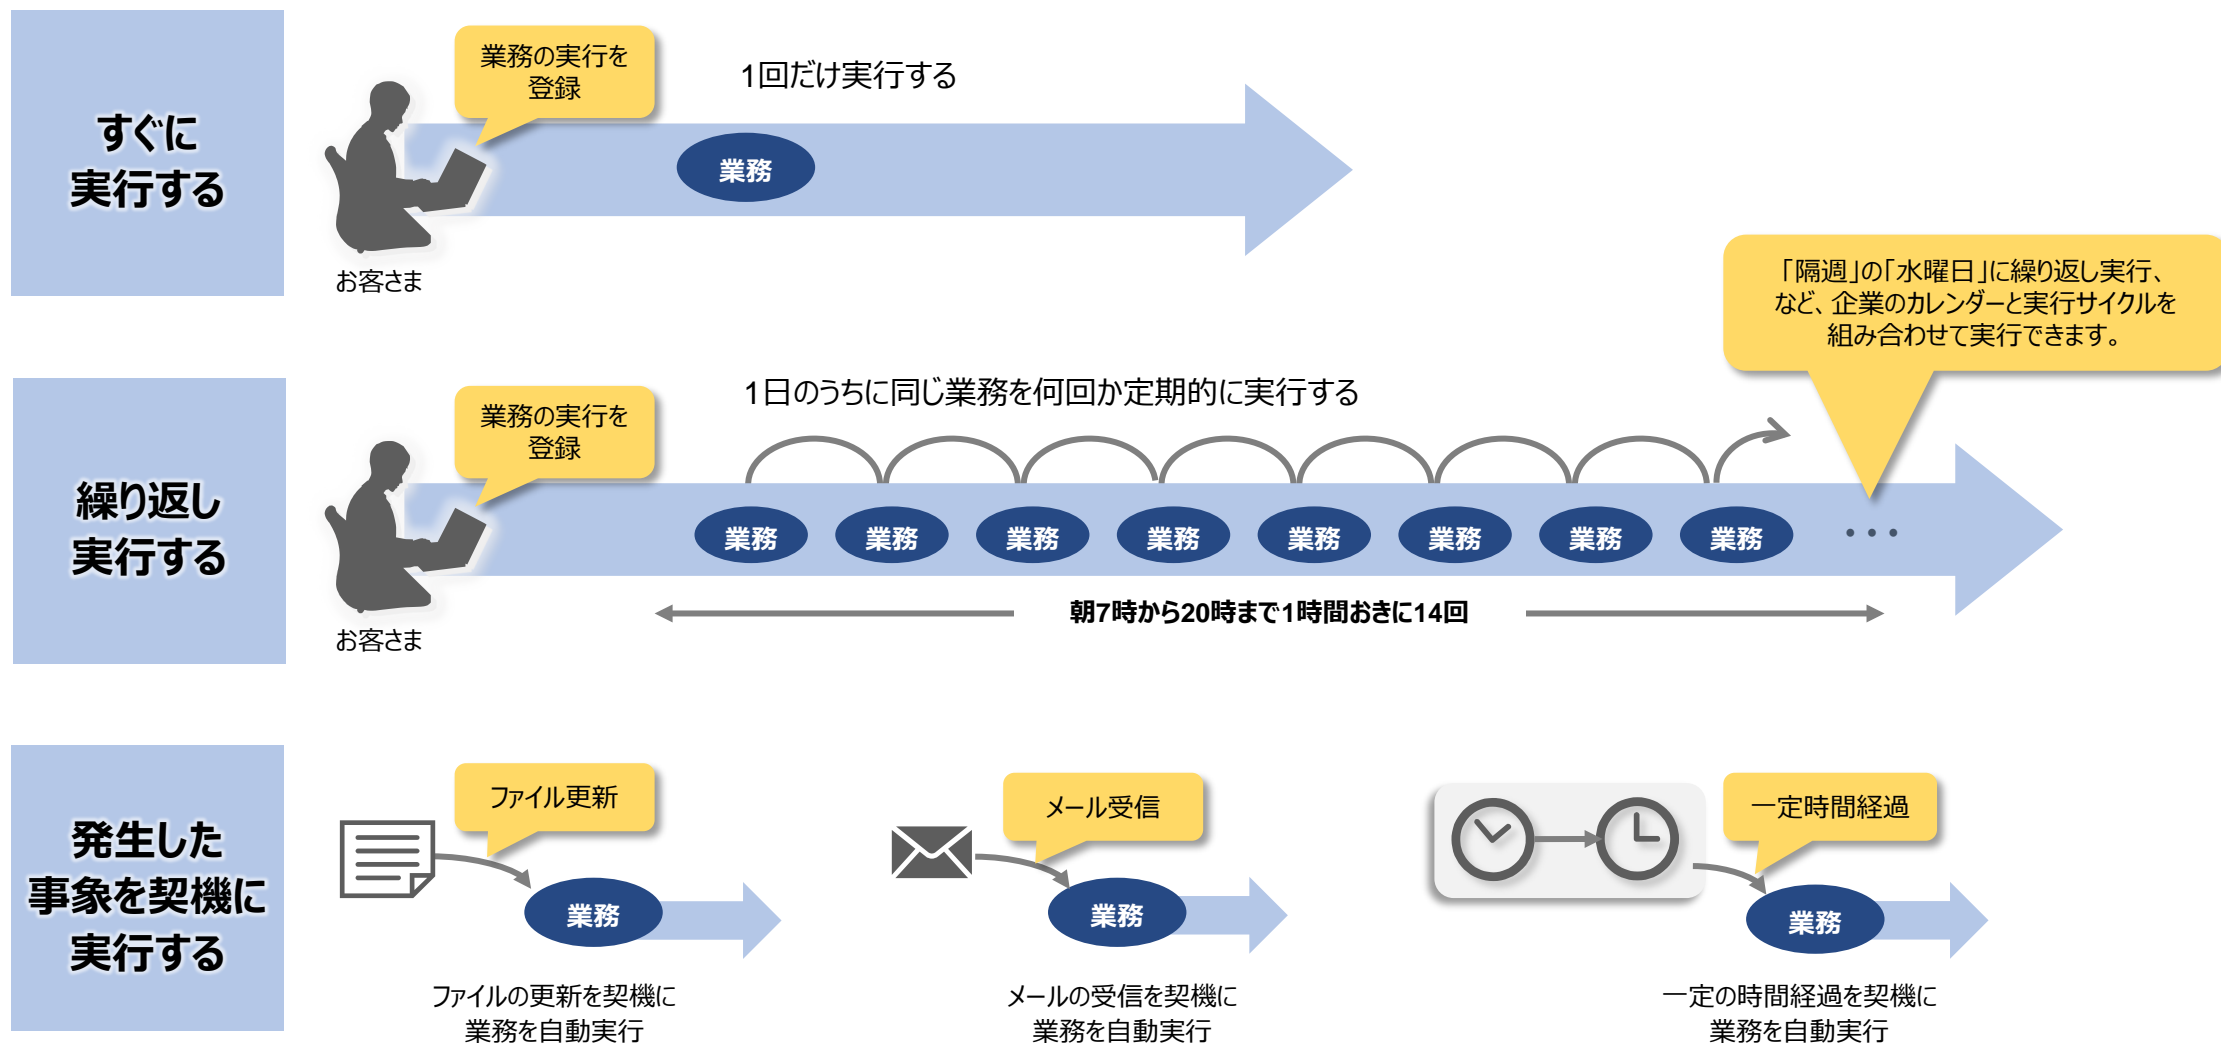 すぐに
実行する
業務の実行を
登録
1回だけ実行する
業務
お客さま
「隔週」の「水曜日」に繰り返し実行、
など、企業のカレンダーと実行サイクルを
組み合わせて実行できます。
繰り返し
実行する
業務の実行を
登録
1日のうちに同じ業務を何回か定期的に実行する
業務 業務 業務 業務 業務 業務 業務 業務 ・・・
朝7時から20時まで1時間おきに14回
お客さま
発生した
事象を契機に
実行する
ファイル更新
業務
ファイルの更新を契機に
業務を自動実行
メール受信
業務
メールの受信を契機に
業務を自動実行
一定時間経過
業務
一定の時間経過を契機に
業務を自動実行